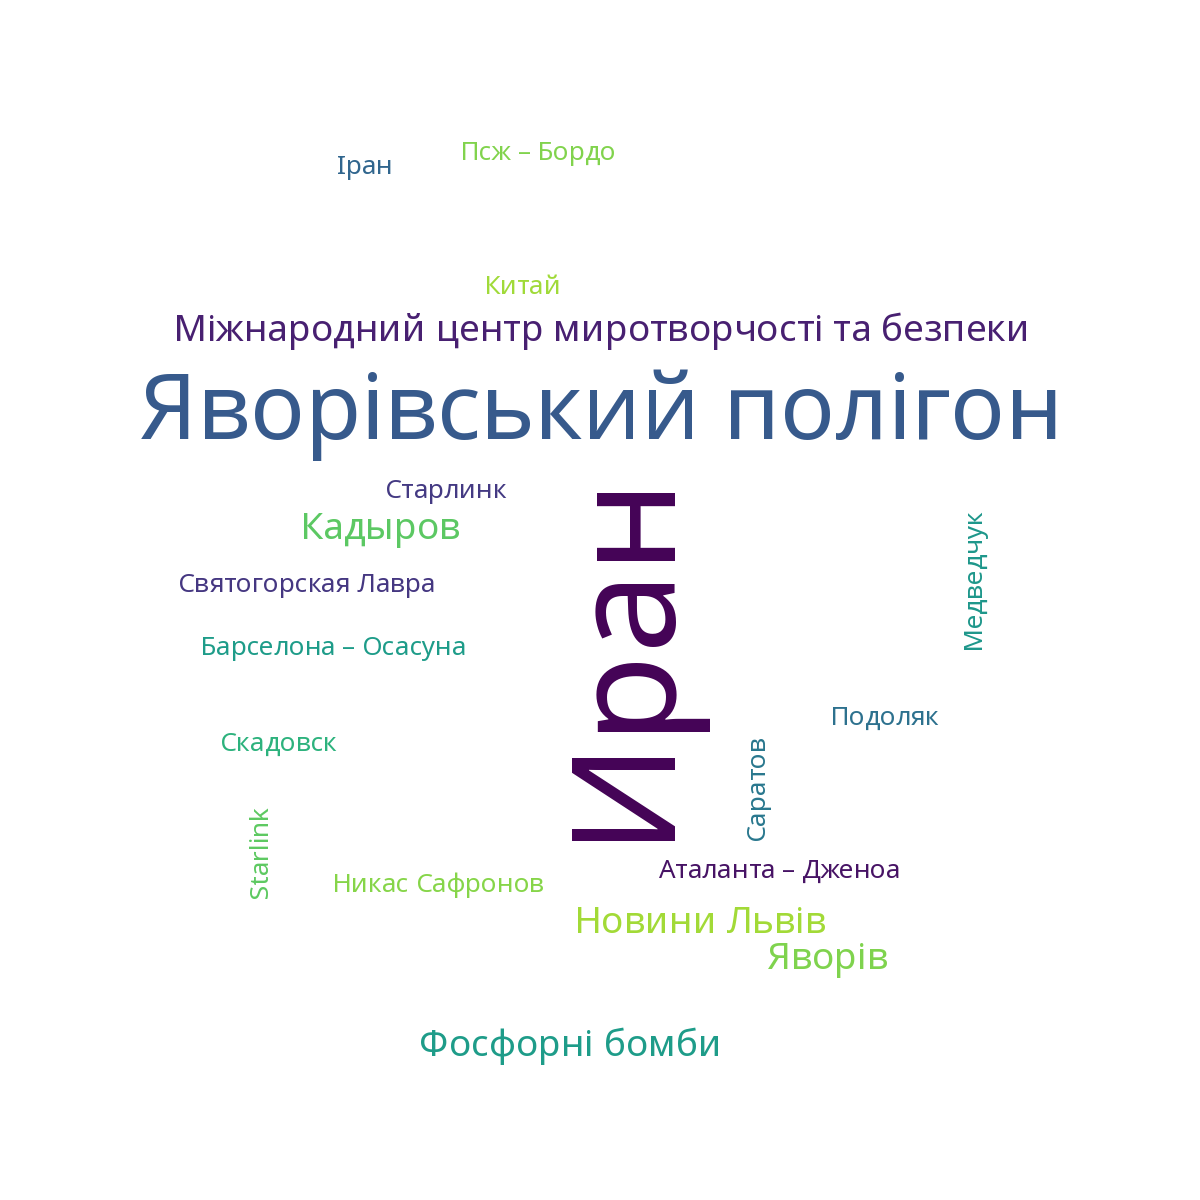 Псж – Бордо
Іран
Китай
Міжнародний центр миротворчості та безпеки
Яворівський полігон
Старлинк
Кадыров
Иран
Медведчук
Святогорская Лавра
Барселона – Осасуна
Подоляк
Скадовск
Саратов
Starlink
Аталанта – Дженоа
Никас Сафронов
Новини Львів
Яворів
Фосфорні бомби